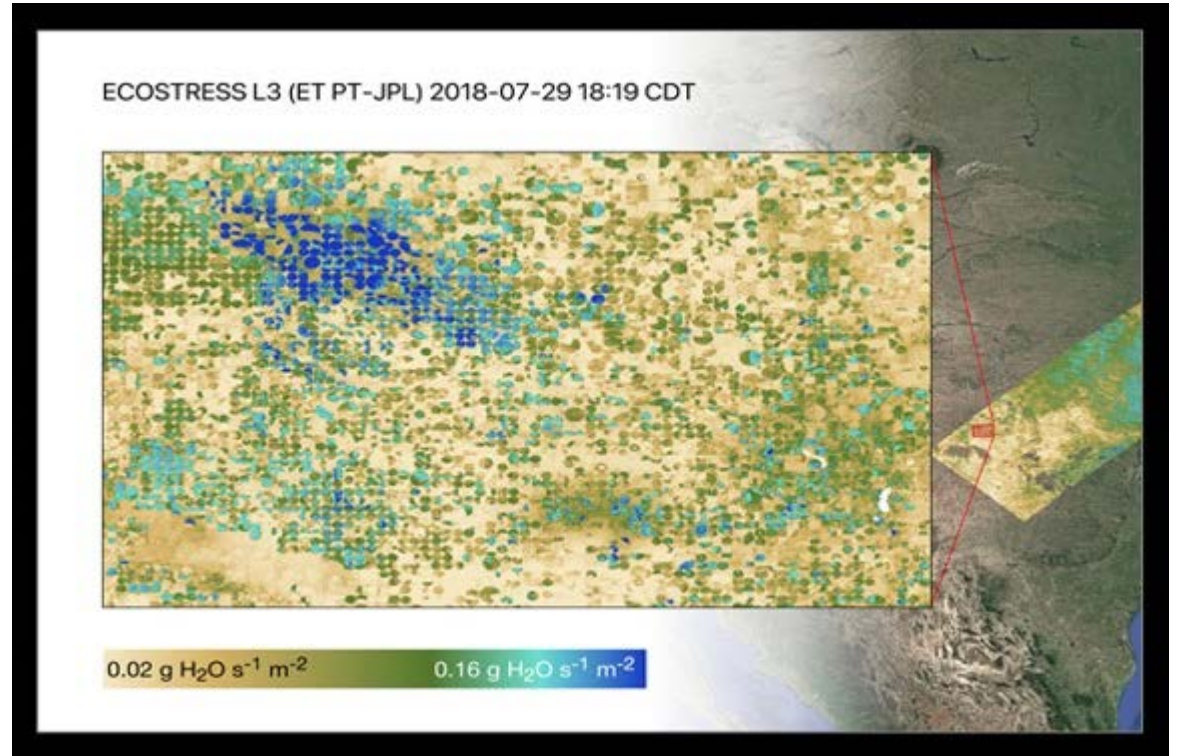 ECOSTRESS L3 (ET PT-JPL) 2018-07-29 18:19 CDT
0.02 g H₂O s⁻¹ m⁻² 0.16 g H₂O s⁻¹ m⁻²